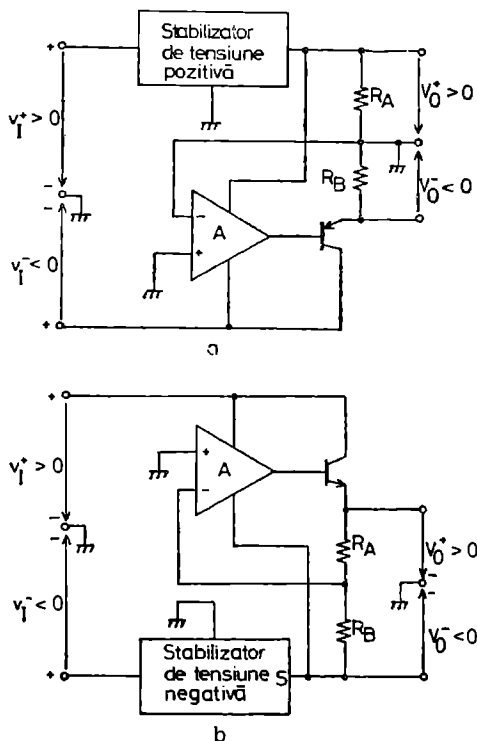 +
Stabilizator
de tensiune
pozitivă
v_I^+ > 0
R_A
V_O^+ > 0
-
-
R_B
V_O^- < 0
-
A
+
v_I^- < 0
+
a
+
v_I^+ > 0
+
A
-
-
-
R_A
V_O^+ > 0
-
-
v_I^- < 0
R_B
V_O^- < 0
Stabilizator
de tensiune S
negativă
+
b